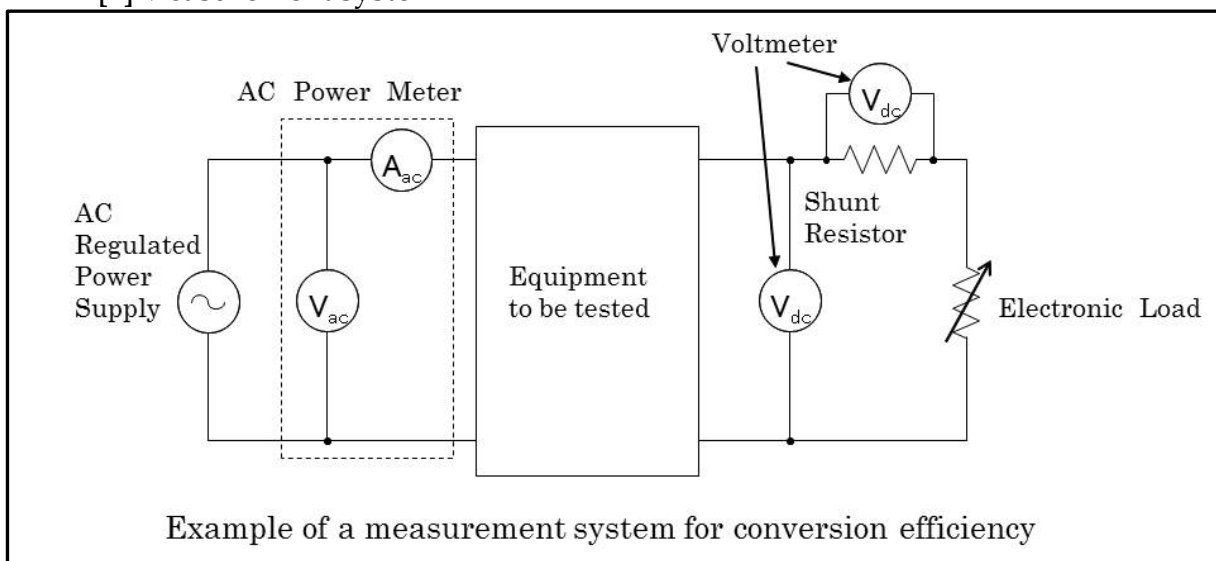 Voltmeter
AC Power Meter
Vdc
Aac
AC
Regulated
Power
Supply
Vac
Equipment
to be tested
Shunt
Resistor
Vdc
Electronic Load
Example of a measurement system for conversion efficiency